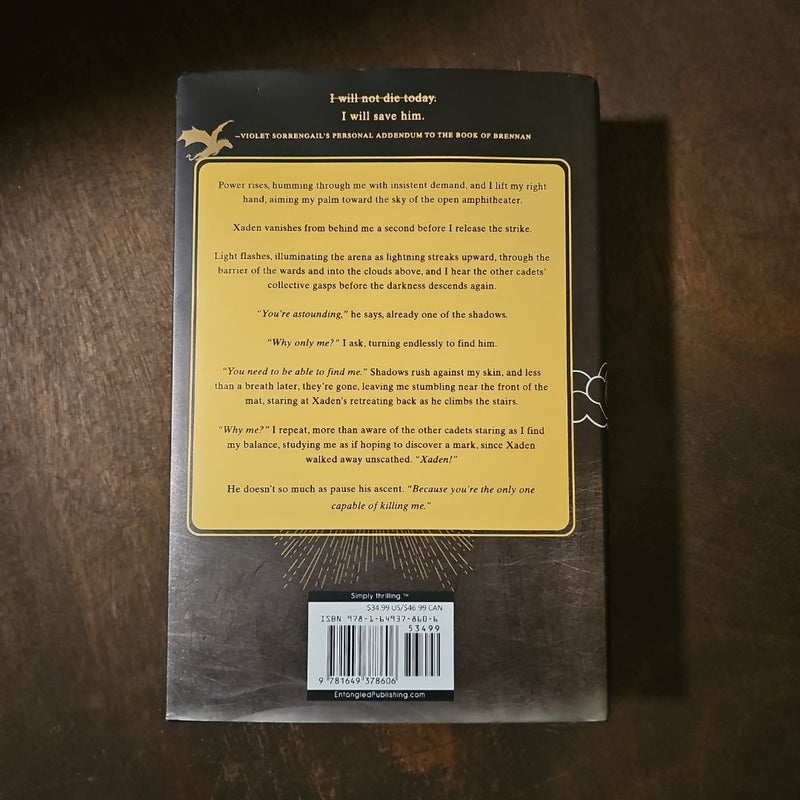 I will not die today.
I will save him.
—VIOLET SORRENGAIL'S PERSONAL ADDENDUM TO THE BOOK OF BRENNAN
Power rises, humming through me with insistent demand, and I lift my right
hand, aiming my palm toward the sky of the open amphitheater.
Xaden vanishes from behind me a second before I release the strike.
Light flashes, illuminating the arena as lightning streaks upward, through the
barrier of the wards and into the clouds above, and I hear the other cadets'
collective gasps before the darkness descends again.
"You're astounding," he says, already one of the shadows.
"Why only me?" I ask, turning endlessly to find him.
"You need to be able to find me." Shadows rush against my skin, and less
than a breath later, they're gone, leaving me stumbling near the front of the
mat, staring at Xaden's retreating back as he climbs the stairs.
"Why me?" I repeat, more than aware of the other cadets staring as I find
my balance, studying me as if hoping to discover a mark, since Xaden
walked away unscathed. "Xaden!"
He doesn't so much as pause his ascent. "Because you're the only one
capable of killing me."
Simply thrilling.™
$34.99 US/$46.99 CAN
ISBN 978-1-64937-860-6
53499
9 781649 378606
EntangledPublishing.com